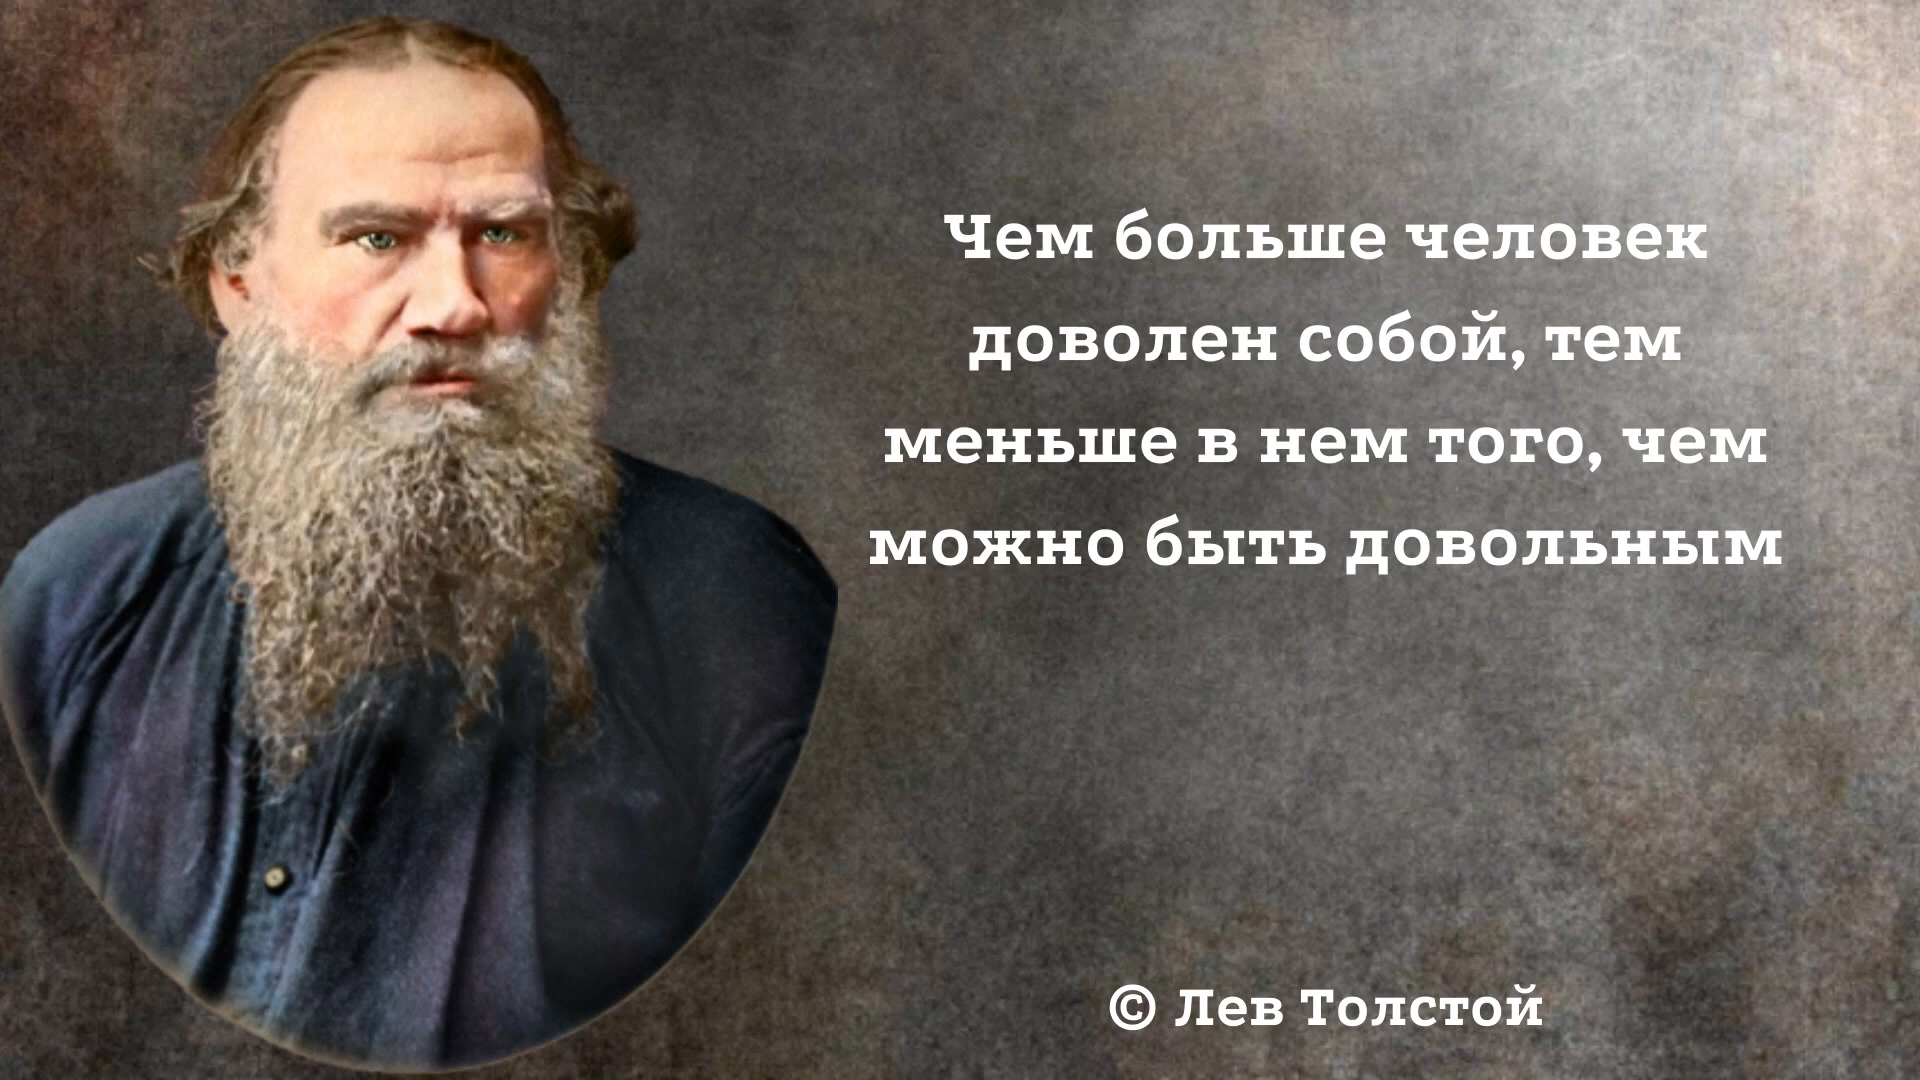 Чем больше человек
доволен собой, тем
меньше в нем того, чем
можно быть довольным
© Лев Толстой